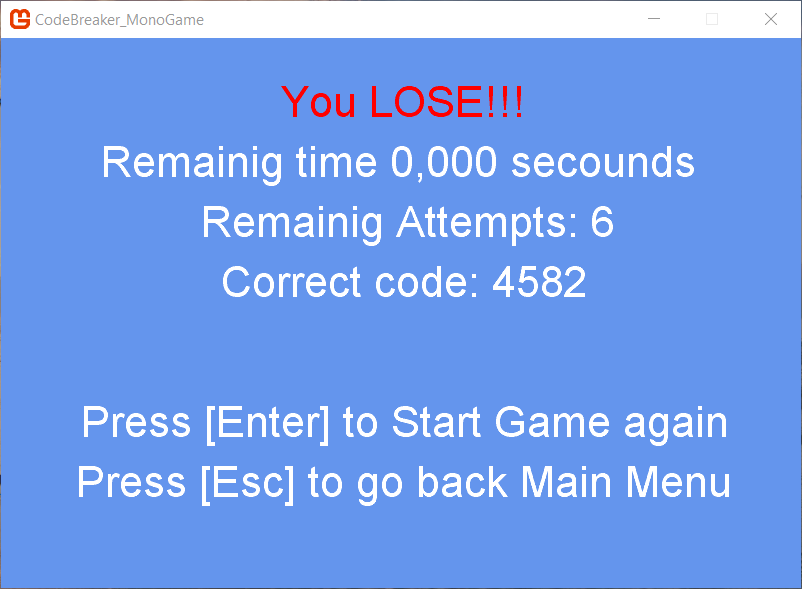 CodeBreaker_MonoGame
You LOSE!!!
Remainig time 0,000 secounds
Remainig Attempts: 6
Correct code: 4582
Press [Enter] to Start Game again
Press [Esc] to go back Main Menu